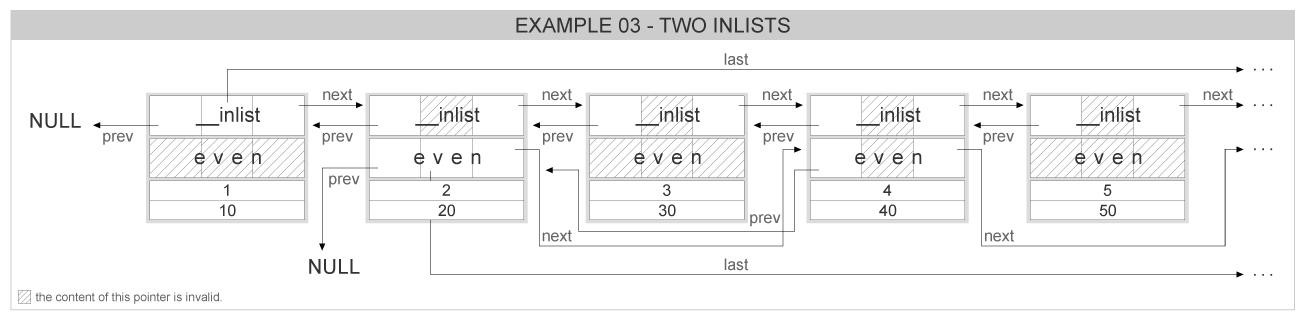 EXAMPLE 03 - TWO INLISTS
last
. . .
next next next next next
. . .
__inlist __inlist __inlist __inlist __inlist
NULL
prev prev prev prev prev
e v e n e v e n e v e n e v e n e v e n
. . .
prev
1 2 3 4 5
10 20 30 40 50
prev
next next
NULL
last
. . .
the content of this pointer is invalid.